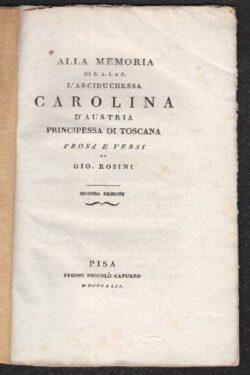 ALLA MEMORIA
DI S. A. I. e R.
L'ARCIDUCHESSA
CAROLINA
D'AUSTRIA
PRINCIPESSA DI TOSCANA
PROSA E VERSI
DI
GIO. ROSINI
SECONDA EDIZIONE
PISA
PRESSO NICCOLÒ CAPURRO
MDCCCXLII.